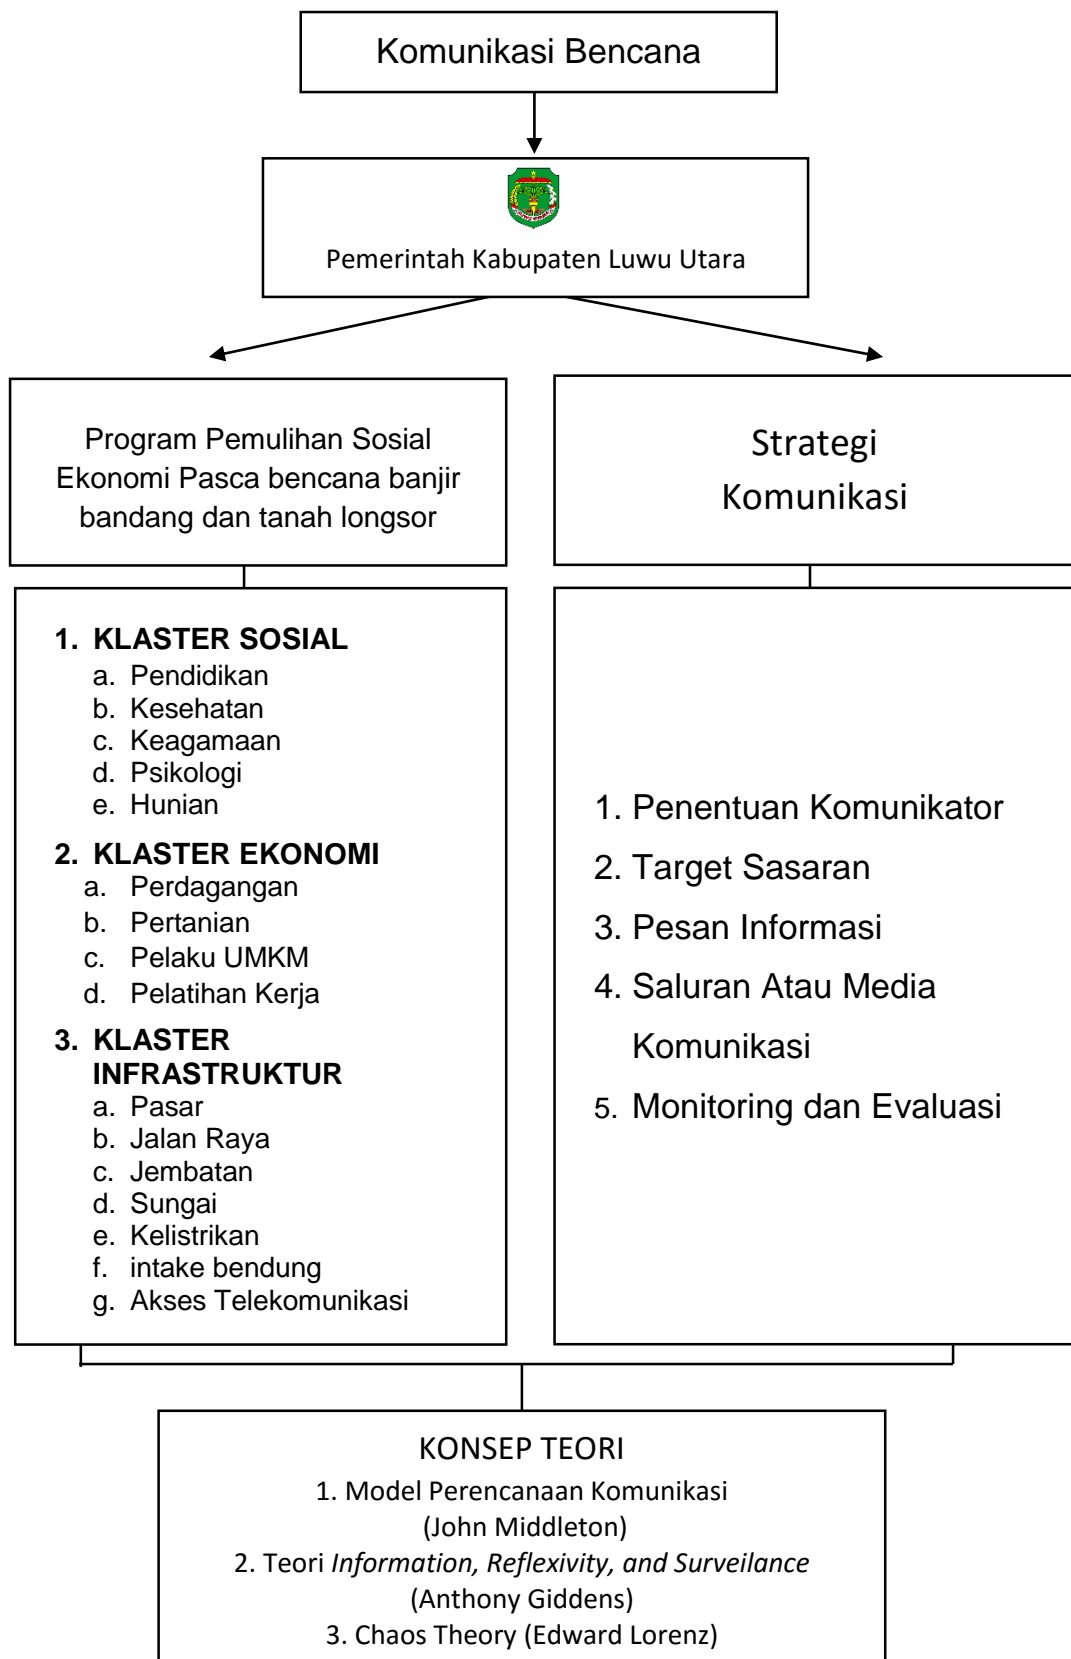 Komunikasi Bencana
Pemerintah Kabupaten Luwu Utara
Program Pemulihan Sosial
Ekonomi Pasca bencana banjir
bandang dan tanah longsor
Strategi
Komunikasi
1. KLASTER SOSIAL
a. Pendidikan
b. Kesehatan
c. Keagamaan
d. Psikologi
e. Hunian
2. KLASTER EKONOMI
a. Perdagangan
b. Pertanian
c. Pelaku UMKM
d. Pelatihan Kerja
3. KLASTER
INFRASTRUKTUR
a. Pasar
b. Jalan Raya
c. Jembatan
d. Sungai
e. Kelistrikan
f. intake bendung
g. Akses Telekomunikasi
1. Penentuan Komunikator
2. Target Sasaran
3. Pesan Informasi
4. Saluran Atau Media
Komunikasi
5. Monitoring dan Evaluasi
KONSEP TEORI
1. Model Perencanaan Komunikasi
(John Middleton)
2. Teori Information, Reflexivity, and Surveilance
(Anthony Giddens)
3. Chaos Theory (Edward Lorenz)